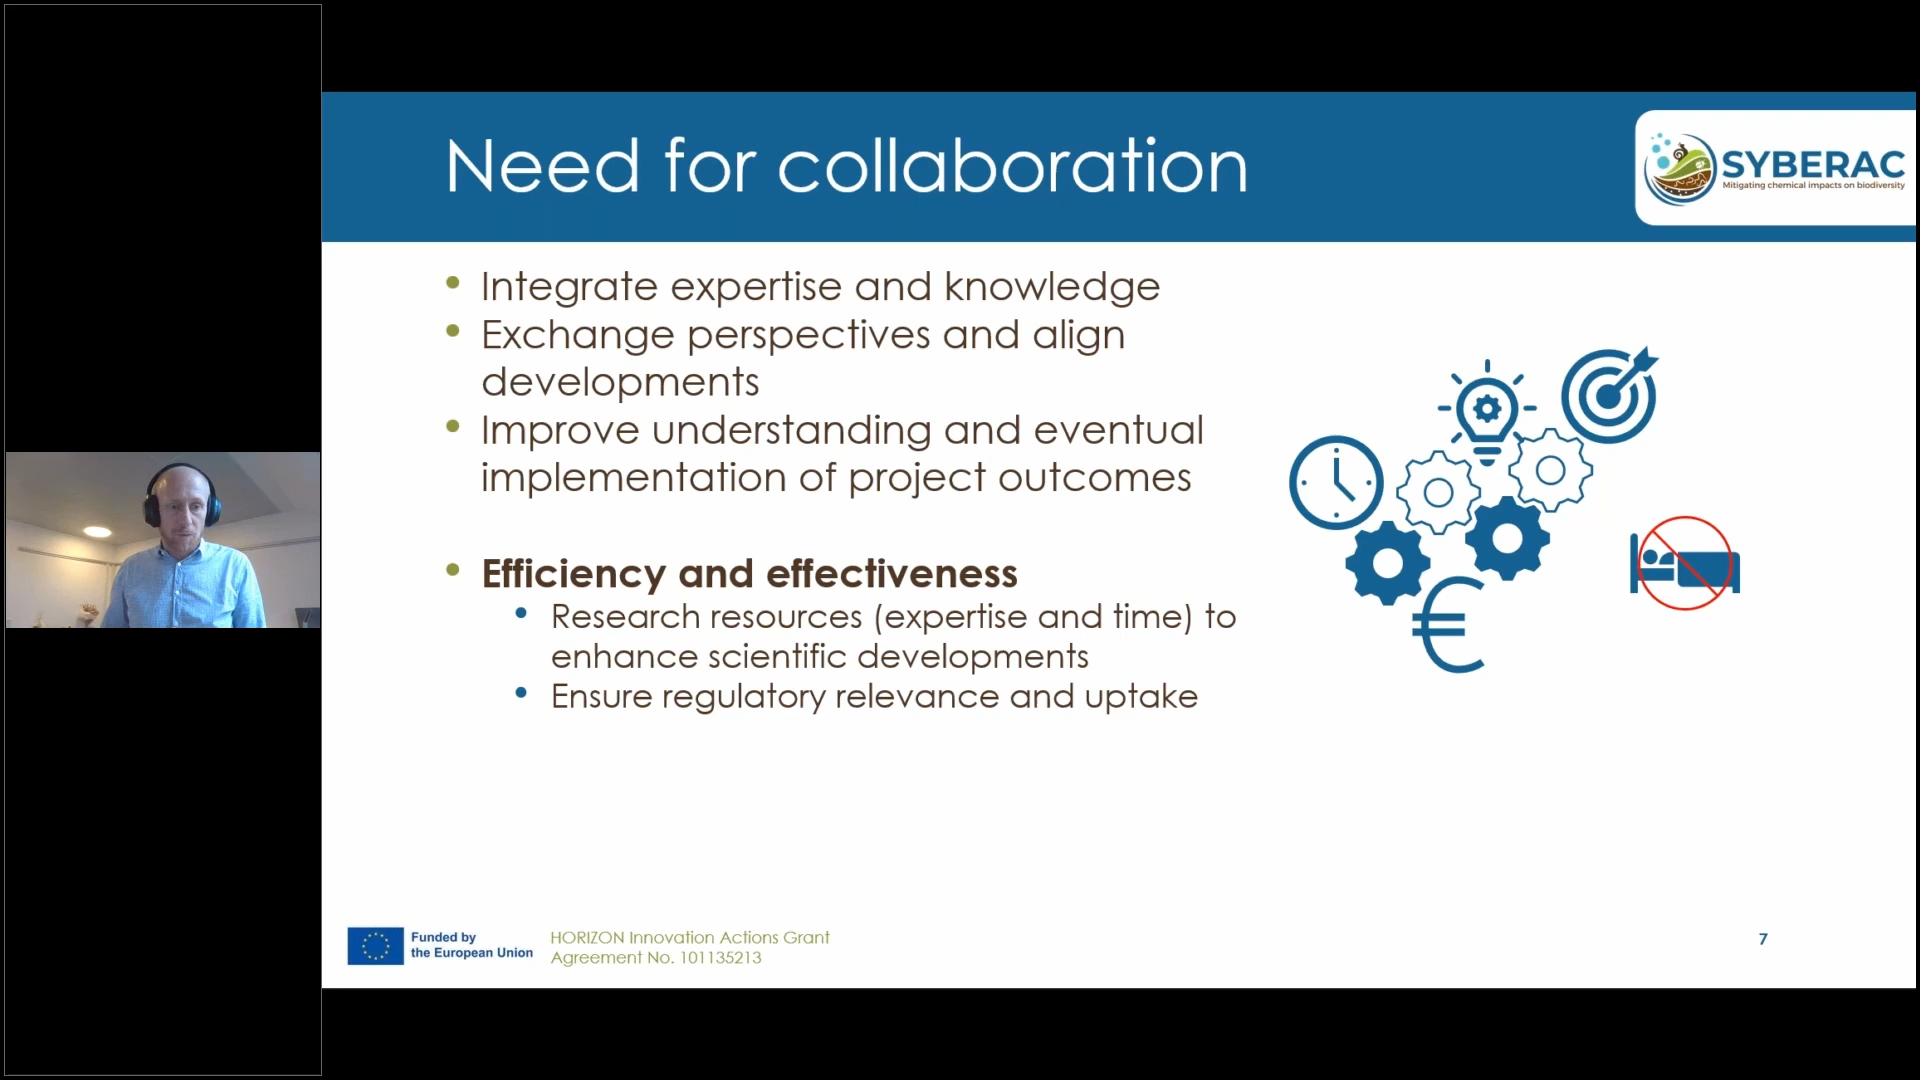 Need for collaboration
SYBERAC
Mitigating chemical impacts on biodiversity
• Integrate expertise and knowledge
• Exchange perspectives and align
developments
• Improve understanding and eventual
implementation of project outcomes
• Efficiency and effectiveness
• Research resources (expertise and time) to
enhance scientific developments
• Ensure regulatory relevance and uptake
€
Funded by
the European Union
HORIZON Innovation Actions Grant
Agreement No. 101135213
7